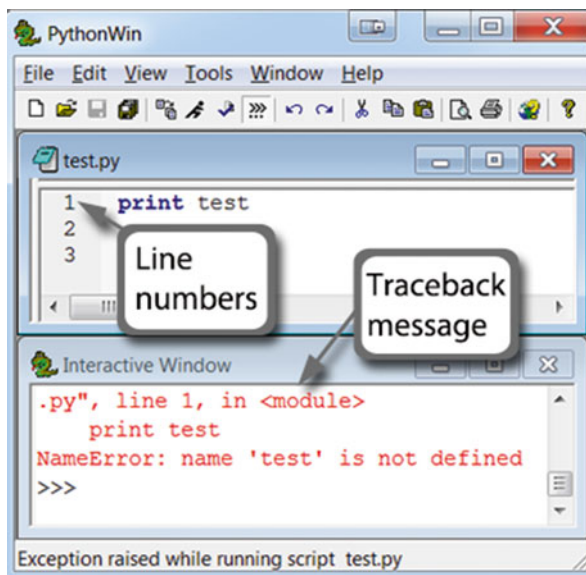 PythonWin
File Edit View Tools Window Help
test.py
1 print test
2
3
Line
numbers
Traceback
message
Interactive Window
.py", line 1, in <module>
print test
NameError: name 'test' is not defined
>>>
Exception raised while running script test.py